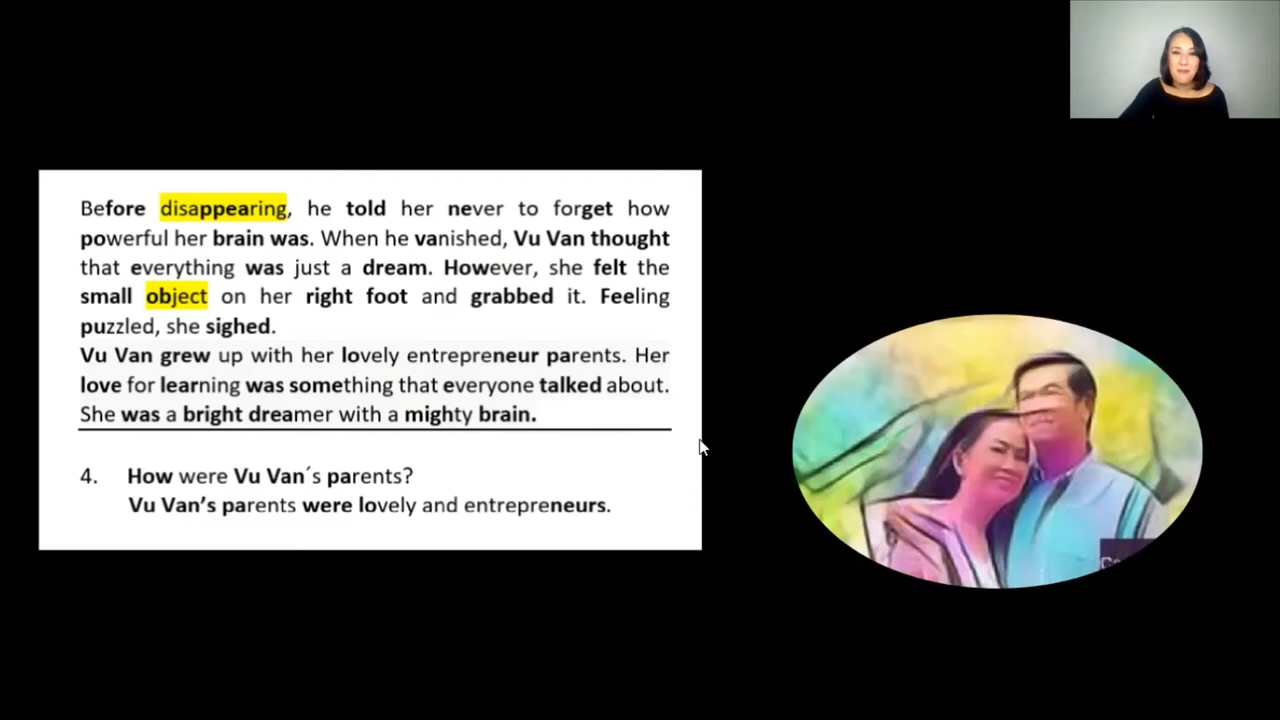 Before disappearing, he told her never to forget how
powerful her brain was. When he vanished, Vu Van thought
that everything was just a dream. However, she felt the
small object on her right foot and grabbed it. Feeling
puzzled, she sighed.
Vu Van grew up with her lovely entrepreneur parents. Her
love for learning was something that everyone talked about.
She was a bright dreamer with a mighty brain.
4. How were Vu Van´s parents?
Vu Van’s parents were lovely and entrepreneurs.